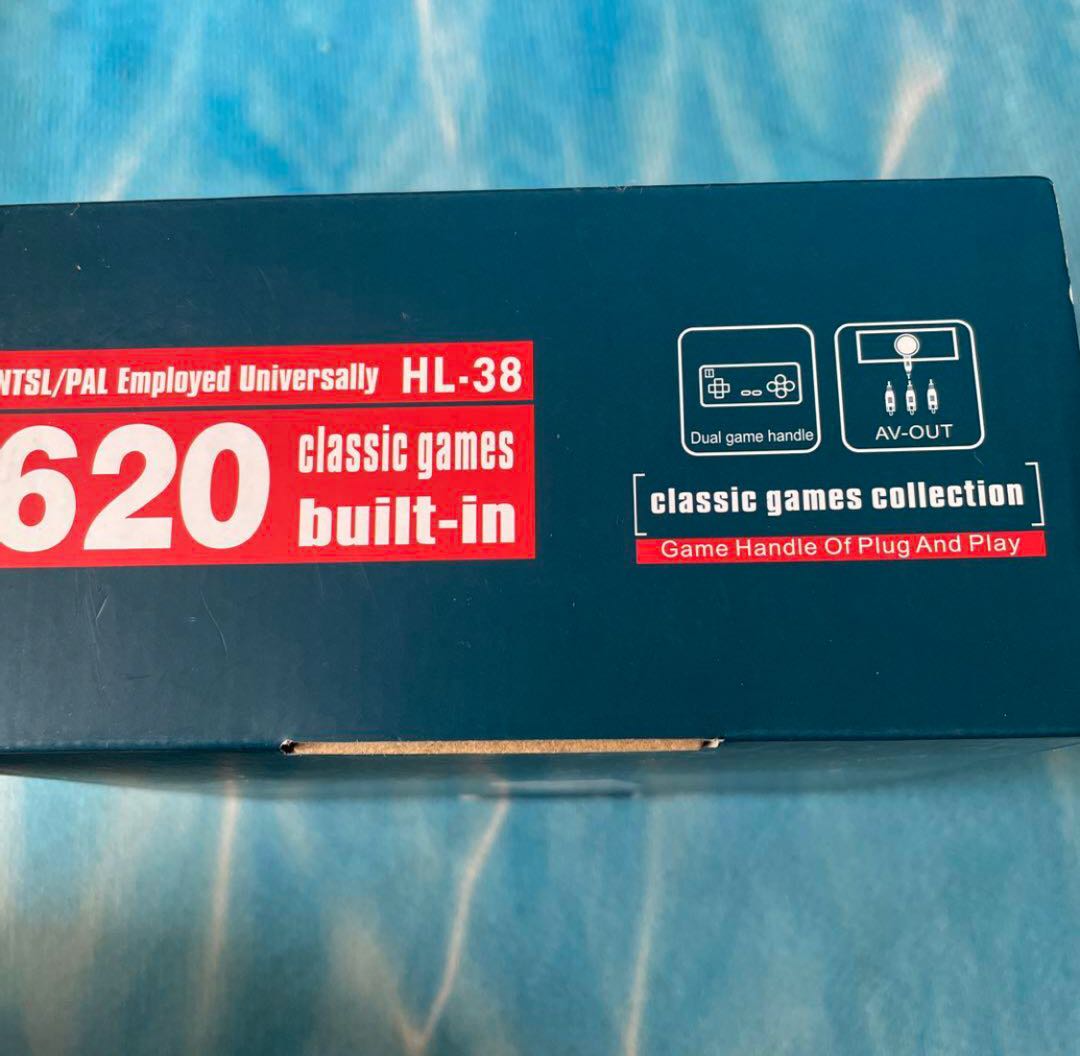 NTSL/PAL Employed Universally HL-38
620 classic games
built-in
Dual game handle
AV-OUT
classic games collection
Game Handle Of Plug And Play